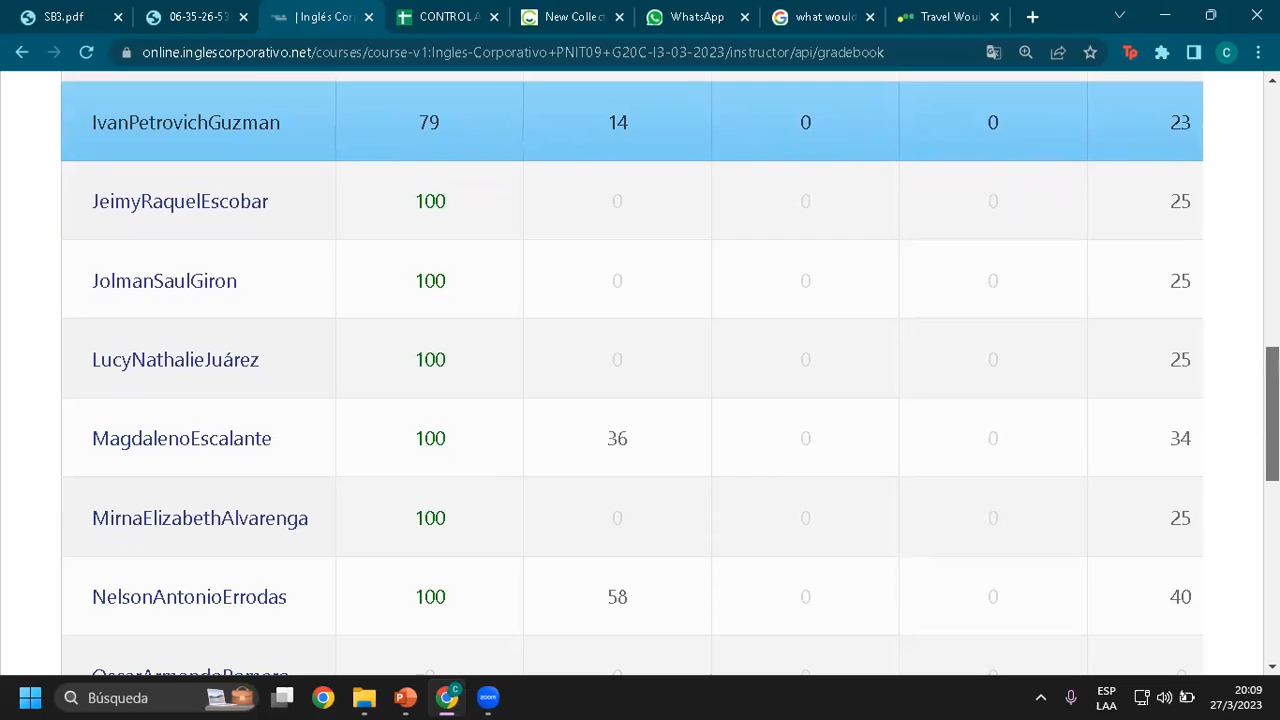 SB3.pdf
06-35-26-53
| Inglés Cor
CONTROL A
New Collect
WhatsApp
what would
Travel Wou
online.inglescorporativo.net/courses/course-v1:Ingles-Corporativo+PNIT09+G20C-I3-03-2023/instructor/api/gradebook
C
IvanPetrovichGuzman 79 14 0 0 23
JeimyRaquelEscobar 100 0 0 0 25
JolmanSaulGiron 100 0 0 0 25
LucyNathalieJuárez 100 0 0 0 25
MagdalenoEscalante 100 36 0 0 34
MirnaElizabethAlvarenga 100 0 0 0 25
NelsonAntonioErrodas 100 58 0 0 40
Búsqueda
ESP
LAA
20:09
27/3/2023